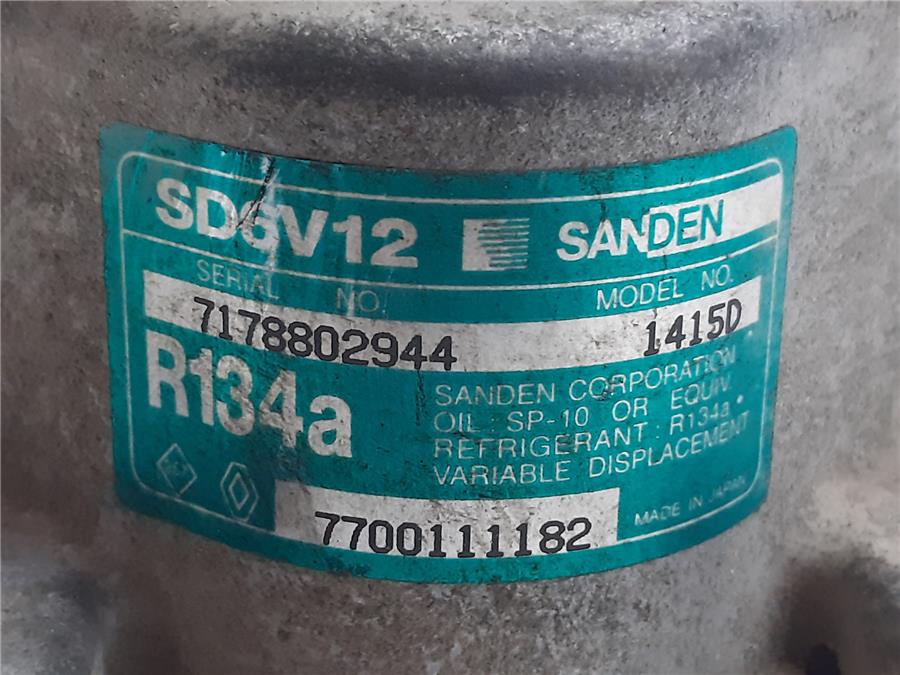 SD6V12 SANDEN
SERIAL NO. MODEL NO.
7178802944 1415D
R134a
SANDEN CORPORATION
OIL : SP-10 OR EQUIV.
REFRIGERANT : R134a
VARIABLE DISPLACEMENT
7700111182
MADE IN JAPAN